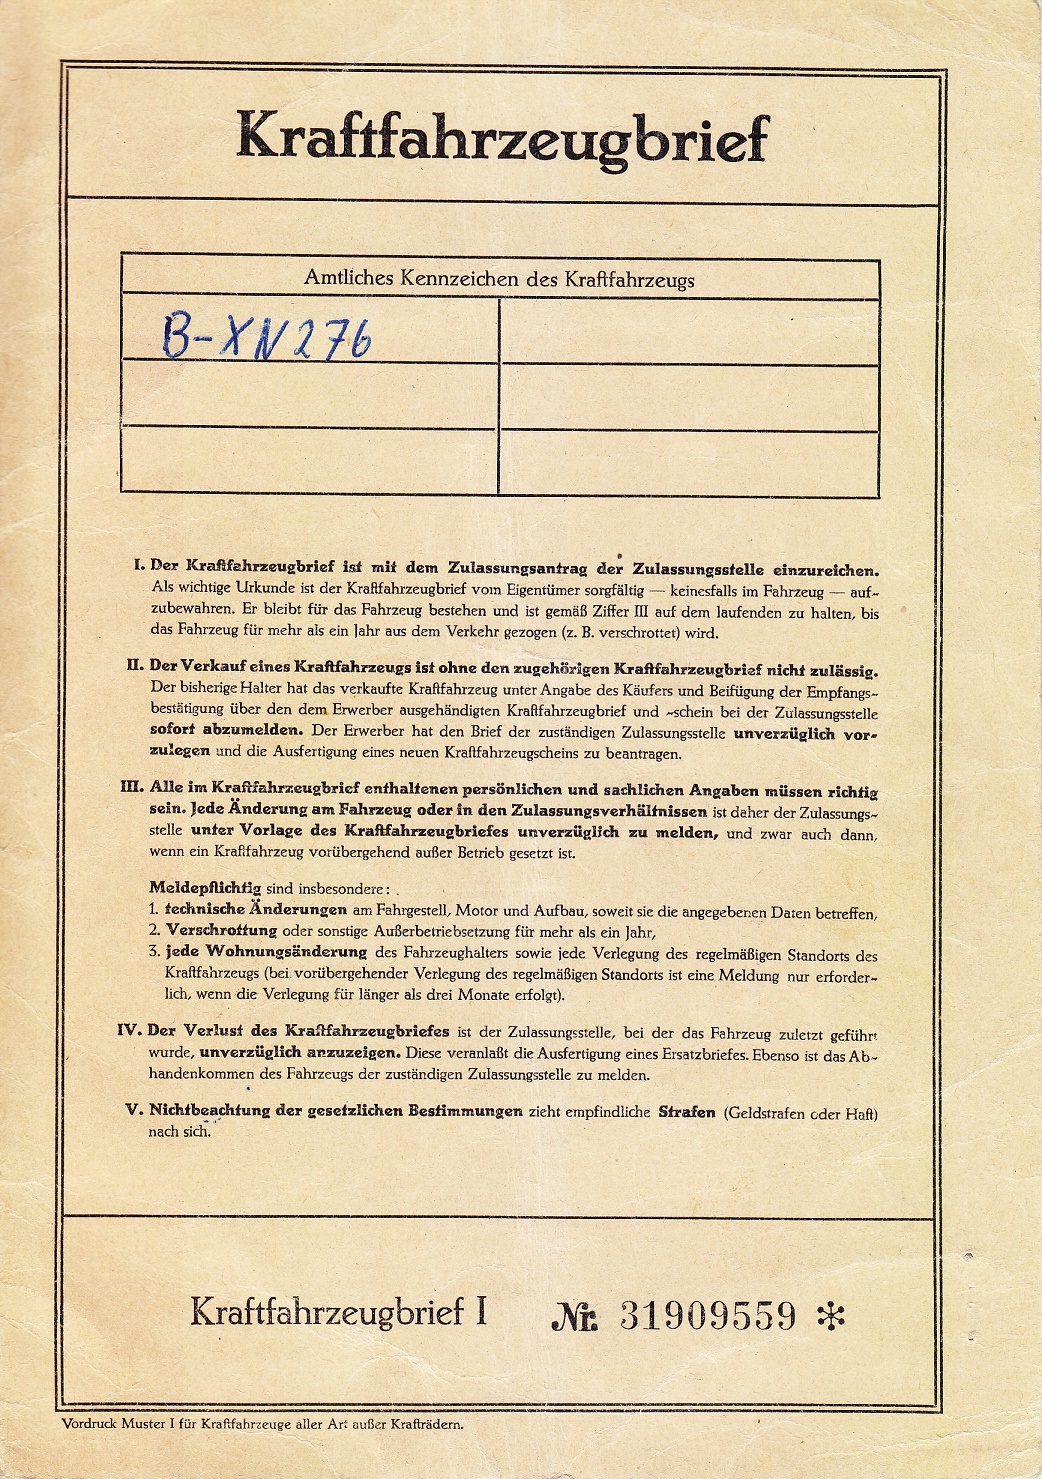 Kraftfahrzeugbrief
Amtliches Kennzeichen des Kraftfahrzeugs
B-XN276
I. Der Kraftfahrzeugbrief ist mit dem Zulassungsantrag der Zulassungsstelle einzureichen.
Als wichtige Urkunde ist der Kraftfahrzeugbrief vom Eigentümer sorgfältig — keinesfalls im Fahrzeug — auf-
zubewahren. Er bleibt für das Fahrzeug bestehen und ist gemäß Ziffer III auf dem laufenden zu halten, bis
das Fahrzeug für mehr als ein Jahr aus dem Verkehr gezogen (z. B. verschrottet) wird.
II. Der Verkauf eines Kraftfahrzeugs ist ohne den zugehörigen Kraftfahrzeugbrief nicht zulässig.
Der bisherige Halter hat das verkaufte Kraftfahrzeug unter Angabe des Käufers und Beifügung der Empfangs-
bestätigung über den dem Erwerber ausgehändigten Kraftfahrzeugbrief und -schein bei der Zulassungsstelle
sofort abzumelden. Der Erwerber hat den Brief der zuständigen Zulassungsstelle unverzüglich vor-
zulegen und die Ausfertigung eines neuen Kraftfahrzeugscheins zu beantragen.
III. Alle im Kraftfahrzeugbrief enthaltenen persönlichen und sachlichen Angaben müssen richtig
sein. Jede Änderung am Fahrzeug oder in den Zulassungsverhältnissen ist daher der Zulassungs-
stelle unter Vorlage des Kraftfahrzeugbriefes unverzüglich zu melden, und zwar auch dann,
wenn ein Kraftfahrzeug vorübergehend außer Betrieb gesetzt ist.
Meldepflichtig sind insbesondere:
1. technische Änderungen am Fahrgestell, Motor und Aufbau, soweit sie die angegebenen Daten betreffen,
2. Verschrottung oder sonstige Außerbetriebsetzung für mehr als ein Jahr,
3. jede Wohnungsänderung des Fahrzeughalters sowie jede Verlegung des regelmäßigen Standorts des
Kraftfahrzeugs (bei vorübergehender Verlegung des regelmäßigen Standorts ist eine Meldung nur erforder-
lich, wenn die Verlegung für länger als drei Monate erfolgt).
IV. Der Verlust des Kraftfahrzeugbriefes ist der Zulassungsstelle, bei der das Fahrzeug zuletzt geführt
wurde, unverzüglich anzuzeigen. Diese veranlaßt die Ausfertigung eines Ersatzbriefes. Ebenso ist das Ab-
handenkommen des Fahrzeugs der zuständigen Zulassungsstelle zu melden.
V. Nichtbeachtung der gesetzlichen Bestimmungen zieht empfindliche Strafen (Geldstrafen oder Haft)
nach sich.
Kraftfahrzeugbrief I Nr. 31909559 *
Vordruck Muster I für Kraftfahrzeuge aller Art außer Krafträdern.